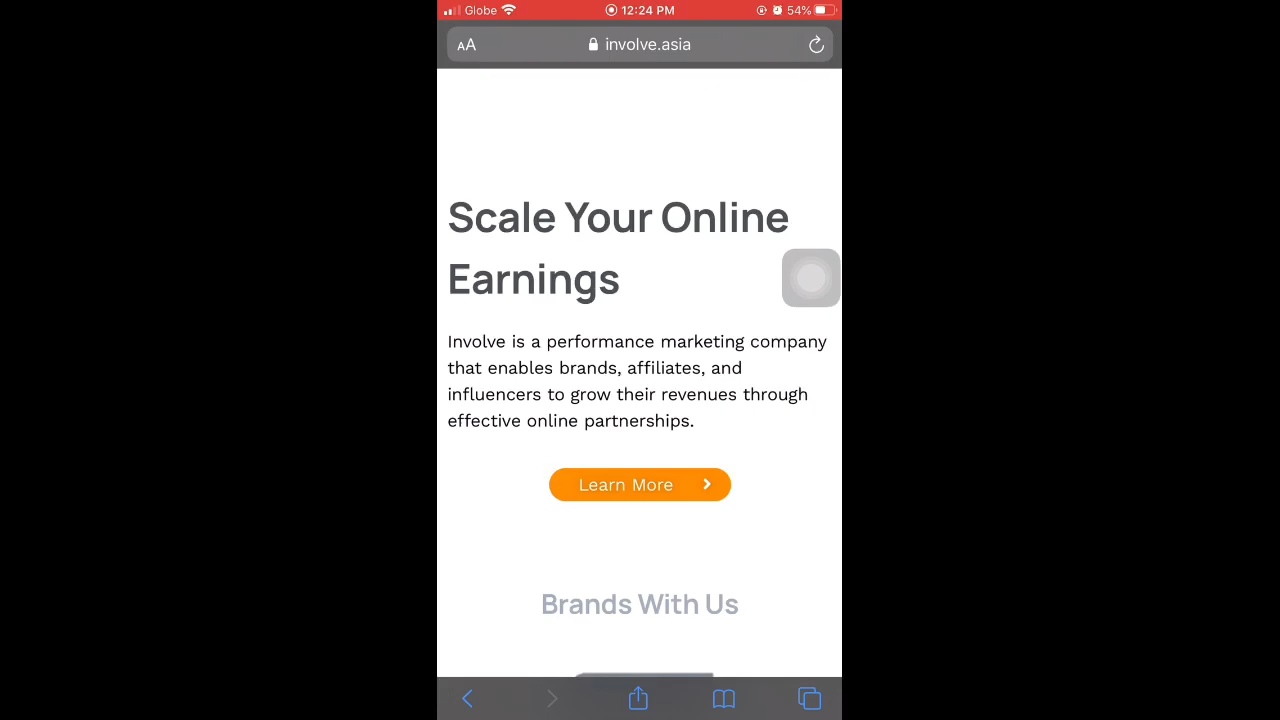 Globe 12:24 PM 54%
AA involve.asia
Scale Your Online
Earnings
Involve is a performance marketing company
that enables brands, affiliates, and
influencers to grow their revenues through
effective online partnerships.
Learn More
Brands With Us